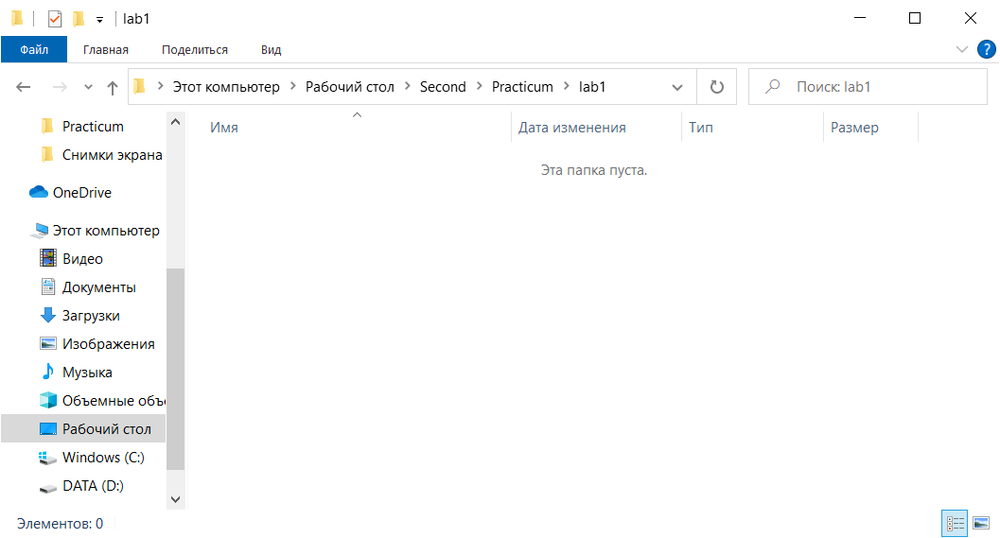 lab1
Файл Главная Поделиться Вид
Этот компьютер Рабочий стол Second Practicum lab1
Поиск: lab1
Practicum
Снимки экрана
OneDrive
Этот компьютер
Видео
Документы
Загрузки
Изображения
Музыка
Объемные объ
Рабочий стол
Windows (C:)
DATA (D:)
Имя Дата изменения Тип Размер
Эта папка пуста.
Элементов: 0